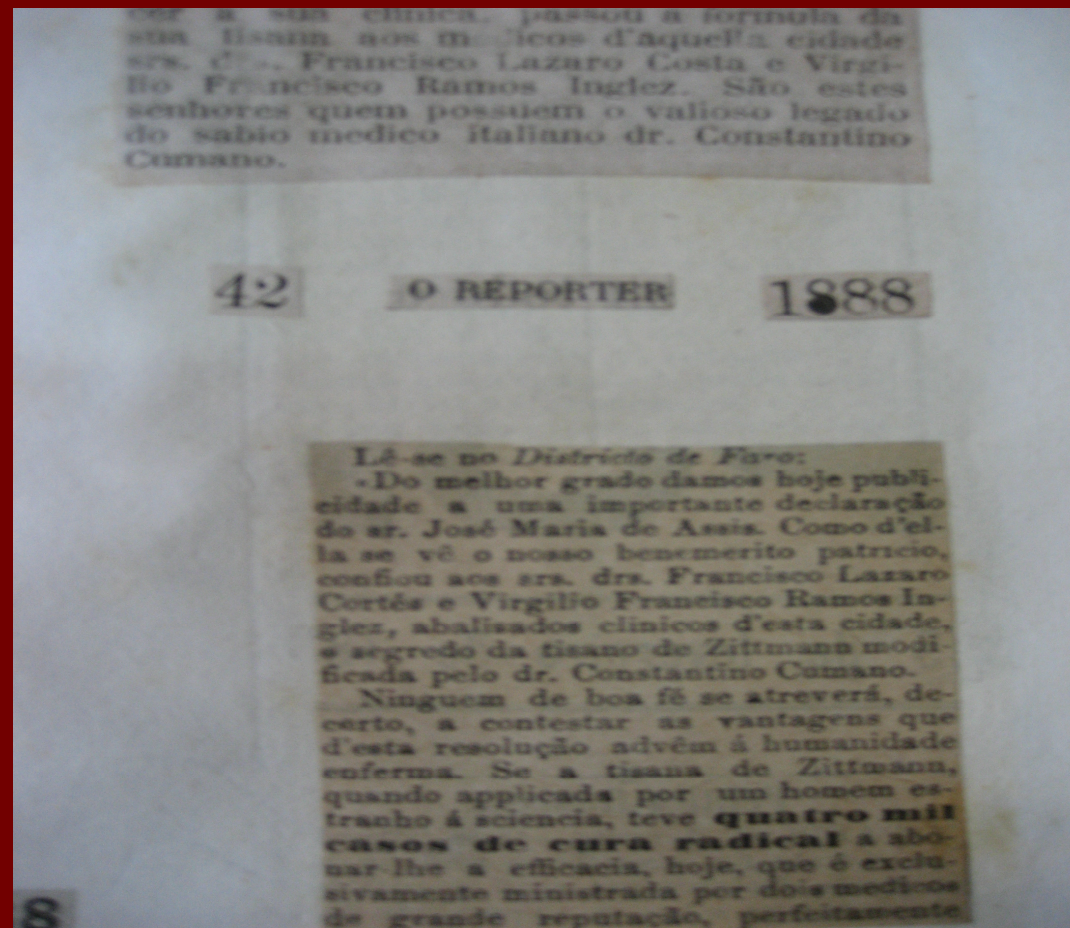 cer a sua clinica, passou a formula da
sua tisana aos medicos d'aquella cidade
srs. drs. Francisco Lazaro Costa e Virgi-
lio Francisco Ramos Inglez. São estes
senhores quem possuem o valioso legado
do sabio medico italiano dr. Constantino
Cumano.
42 O REPORTER 1888
Lê-se no Districto de Faro:
«Do melhor grado damos hoje publi-
cidade a uma importante declaração
do sr. José Maria de Assis. Como d'el-
la se vê o nosso benemerito patricio,
confiou aos srs. drs. Francisco Lazaro
Cortés e Virgilio Francisco Ramos In-
glez, abalisados clinicos d'esta cidade,
o segredo da tisano de Zittmann modi-
ficada pelo dr. Constantino Cumano.
Ninguem de boa fé se atreverá, de-
certo, a contestar as vantagens que
d'esta resolução advêm á humanidade
enferma. Se a tisana de Zittmann,
quando applicada por um homem es-
tranho á sciencia, teve quatro mil
casos de cura radical a abo-
nar-lhe a efficacia, hoje, que é exclu-
sivamente ministrada por dois medicos
de grande reputação, perfeitamente
8